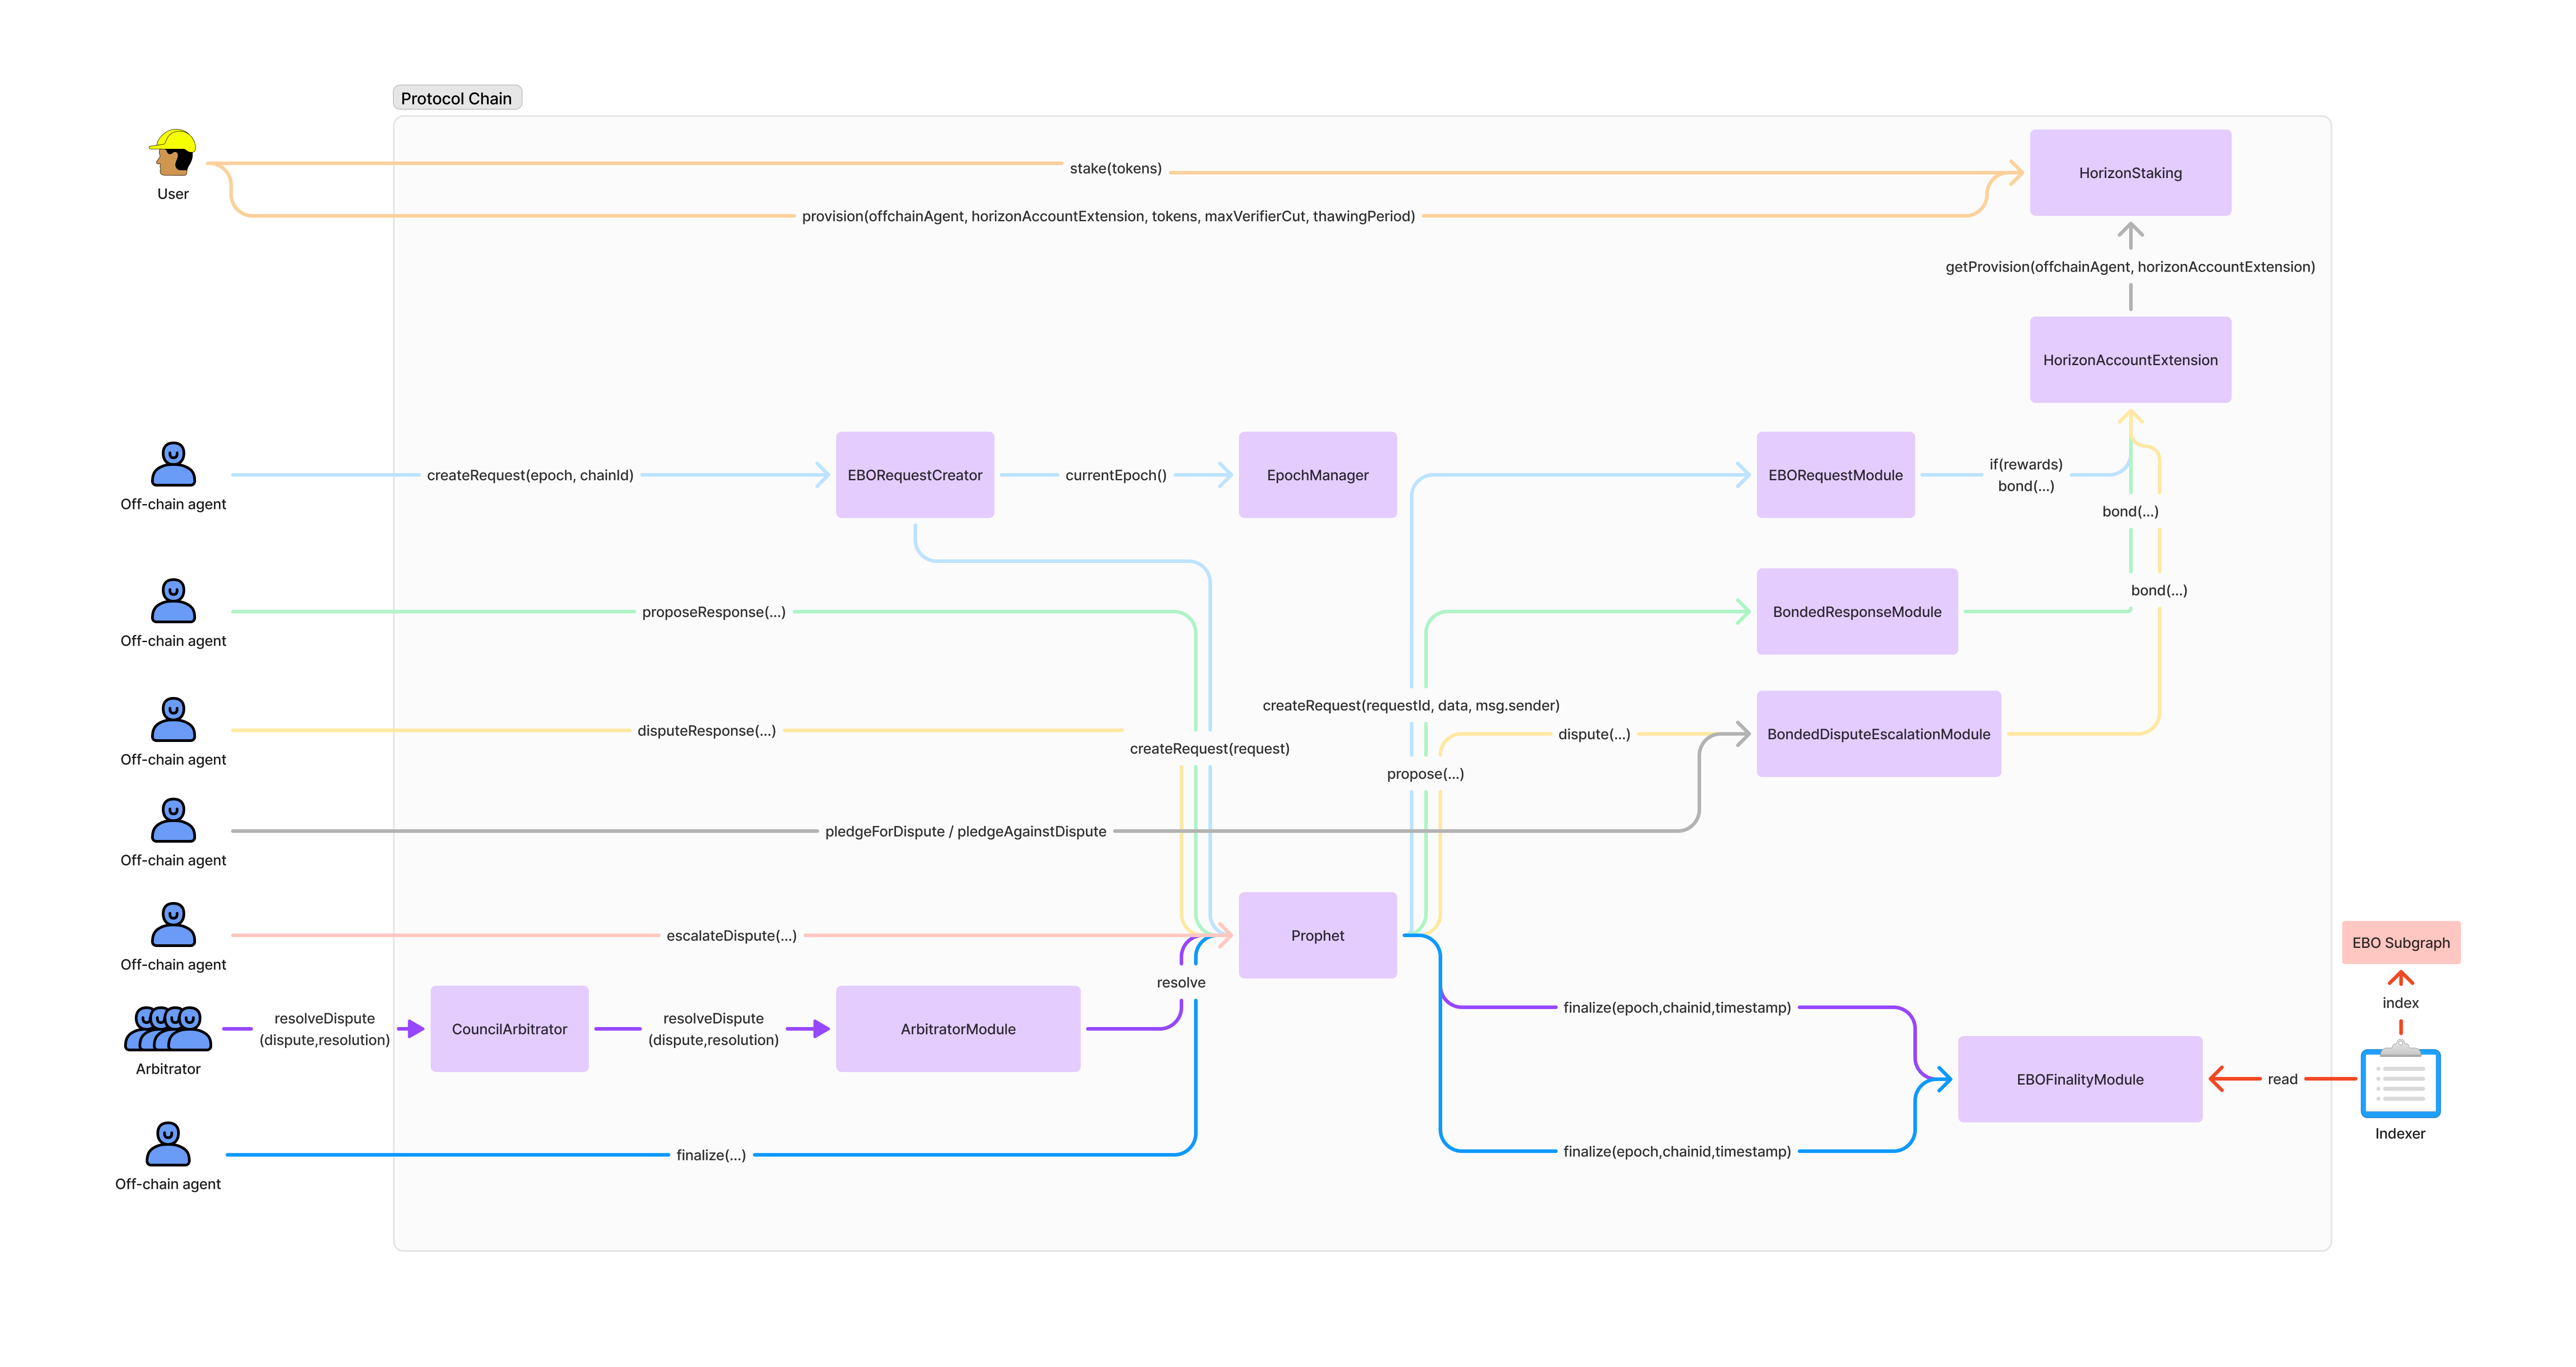 Protocol Chain
User
stake(tokens)
HorizonStaking
provision(offchainAgent, horizonAccountExtension, tokens, maxVerifierCut, thawingPeriod)
getProvision(offchainAgent, horizonAccountExtension)
HorizonAccountExtension
Off-chain agent
createRequest(epoch, chainId)
EBORequestCreator
currentEpoch()
EpochManager
EBORequestModule
if(rewards)
bond(...)
bond(...)
Off-chain agent
proposeResponse(...)
BondedResponseModule
bond(...)
Off-chain agent
disputeResponse(...)
createRequest(request)
createRequest(requestId, data, msg.sender)
dispute(...)
propose(...)
BondedDisputeEscalationModule
Off-chain agent
pledgeForDispute / pledgeAgainstDispute
Off-chain agent
escalateDispute(...)
Prophet
EBO Subgraph
index
Arbitrator
resolveDispute
(dispute,resolution)
CouncilArbitrator
resolveDispute
(dispute,resolution)
ArbitratorModule
resolve
finalize(epoch,chainid,timestamp)
EBOFinalityModule
read
Indexer
Off-chain agent
finalize(...)
finalize(epoch,chainid,timestamp)